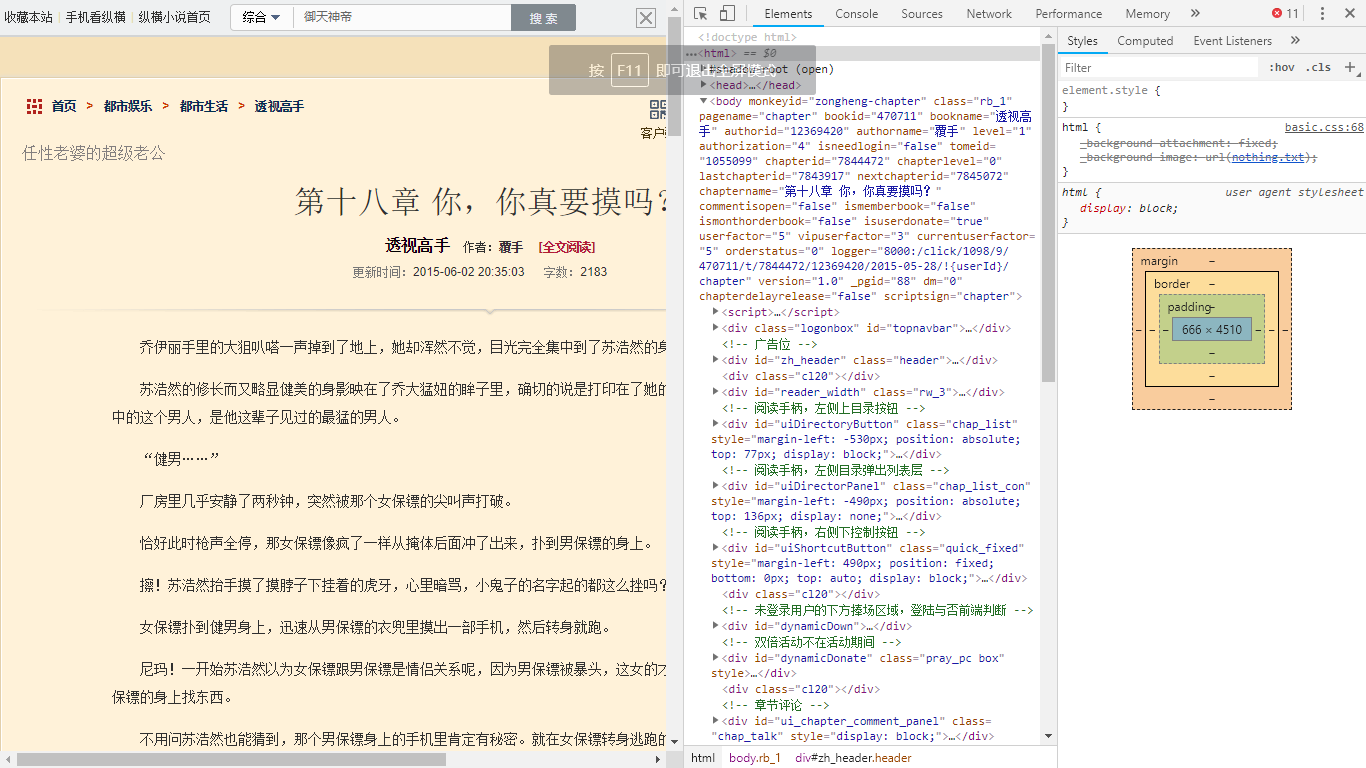 收藏本站 手机看纵横 纵横小说首页 综合 御天神帝 搜 索
按 F11 即可退出全屏模式
首页 > 都市娱乐 > 都市生活 > 透视高手
客户
任性老婆的超级老公
第十八章 你，你真要摸吗？
透视高手 作者：覆手 [全文阅读]
更新时间：2015-06-02 20:35:03 字数：2183
乔伊丽手里的大狙叭嗒一声掉到了地上，她却浑然不觉，目光完全集中到了苏浩然的身
苏浩然的修长而又略显健美的身影映在了乔大猛妞的眸子里，确切的说是打印在了她的
中的这个男人，是他这辈子见过的最猛的男人。
“健男……”
厂房里几乎安静了两秒钟，突然被那个女保镖的尖叫声打破。
恰好此时枪声全停，那女保镖像疯了一样从掩体后面冲了出来，扑到男保镖的身上。
擦！苏浩然抬手摸了摸脖子下挂着的虎牙，心里暗骂，小鬼子的名字起的都这么挫吗？
女保镖扑到健男身上，迅速从男保镖的衣兜里摸出一部手机，然后转身就跑。
尼玛！一开始苏浩然以为女保镖跟男保镖是情侣关系呢，因为男保镖被暴头，这女的才
保镖的身上找东西。
不用问苏浩然也能猜到，那个男保镖身上的手机里肯定有秘密。就在女保镖转身逃跑的
Elements Console Sources Network Performance Memory » 11
<!doctype html>
…<html> == $0
▶#shadow-root (open)
▶<head>…</head>
▼<body monkeyid="zongheng-chapter" class="rb_1"
pagename="chapter" bookid="470711" bookname="透视高
手" authorid="12369420" authorname="覆手" level="1"
authorization="4" isneedlogin="false" tomeid=
"1055099" chapterid="7844472" chapterlevel="0"
lastchapterid="7843917" nextchapterid="7845072"
chaptername="第十八章 你，你真要摸吗？"
commentisopen="false" ismemberbook="false"
ismonthorderbook="false" isuserdonate="true"
userfactor="5" vipuserfactor="3" currentuserfactor=
"5" orderstatus="0" logger="8000:/click/1098/9/
470711/t/7844472/12369420/2015-05-28/!{userId}/
chapter" version="1.0" _pgid="88" dm="0"
chapterdelayrelease="false" scriptsign="chapter">
▶<script>…</script>
▶<div class="logonbox" id="topnavbar">…</div>
<!-- 广告位 -->
▶<div id="zh_header" class="header">…</div>
<div class="cl20"></div>
▶<div id="reader_width" class="rw_3">…</div>
<!-- 阅读手柄，左侧上目录按钮 -->
▶<div id="uiDirectoryButton" class="chap_list"
style="margin-left: -530px; position: absolute;
top: 77px; display: block;">…</div>
<!-- 阅读手柄，左侧目录弹出列表层 -->
▶<div id="uiDirectorPanel" class="chap_list_con"
style="margin-left: -490px; position: absolute;
top: 136px; display: none;">…</div>
<!-- 阅读手柄，右侧下控制按钮 -->
▶<div id="uiShortcutButton" class="quick_fixed"
style="margin-left: 490px; position: fixed;
bottom: 0px; top: auto; display: block;">…</div>
<div class="cl20"></div>
<!-- 未登录用户的下方捧场区域，登陆与否前端判断 -->
▶<div id="dynamicDown">…</div>
<!-- 双倍活动不在活动期间 -->
▶<div id="dynamicDonate" class="pray_pc box"
style>…</div>
<div class="cl20"></div>
<!-- 章节评论 -->
▶<div id="ui_chapter_comment_panel" class=
"chap_talk" style="display: block;">…</div>
html body.rb_1 div#zh_header.header
Styles Computed Event Listeners »
Filter :hov .cls +
element.style {
}
html { basic.css:68
_background-attachment: fixed;
_background-image: url(nothing.txt);
}
html { user agent stylesheet
display: block;
}
margin –
border –
padding –
– – – 666 × 4510 – – –
–
–
–